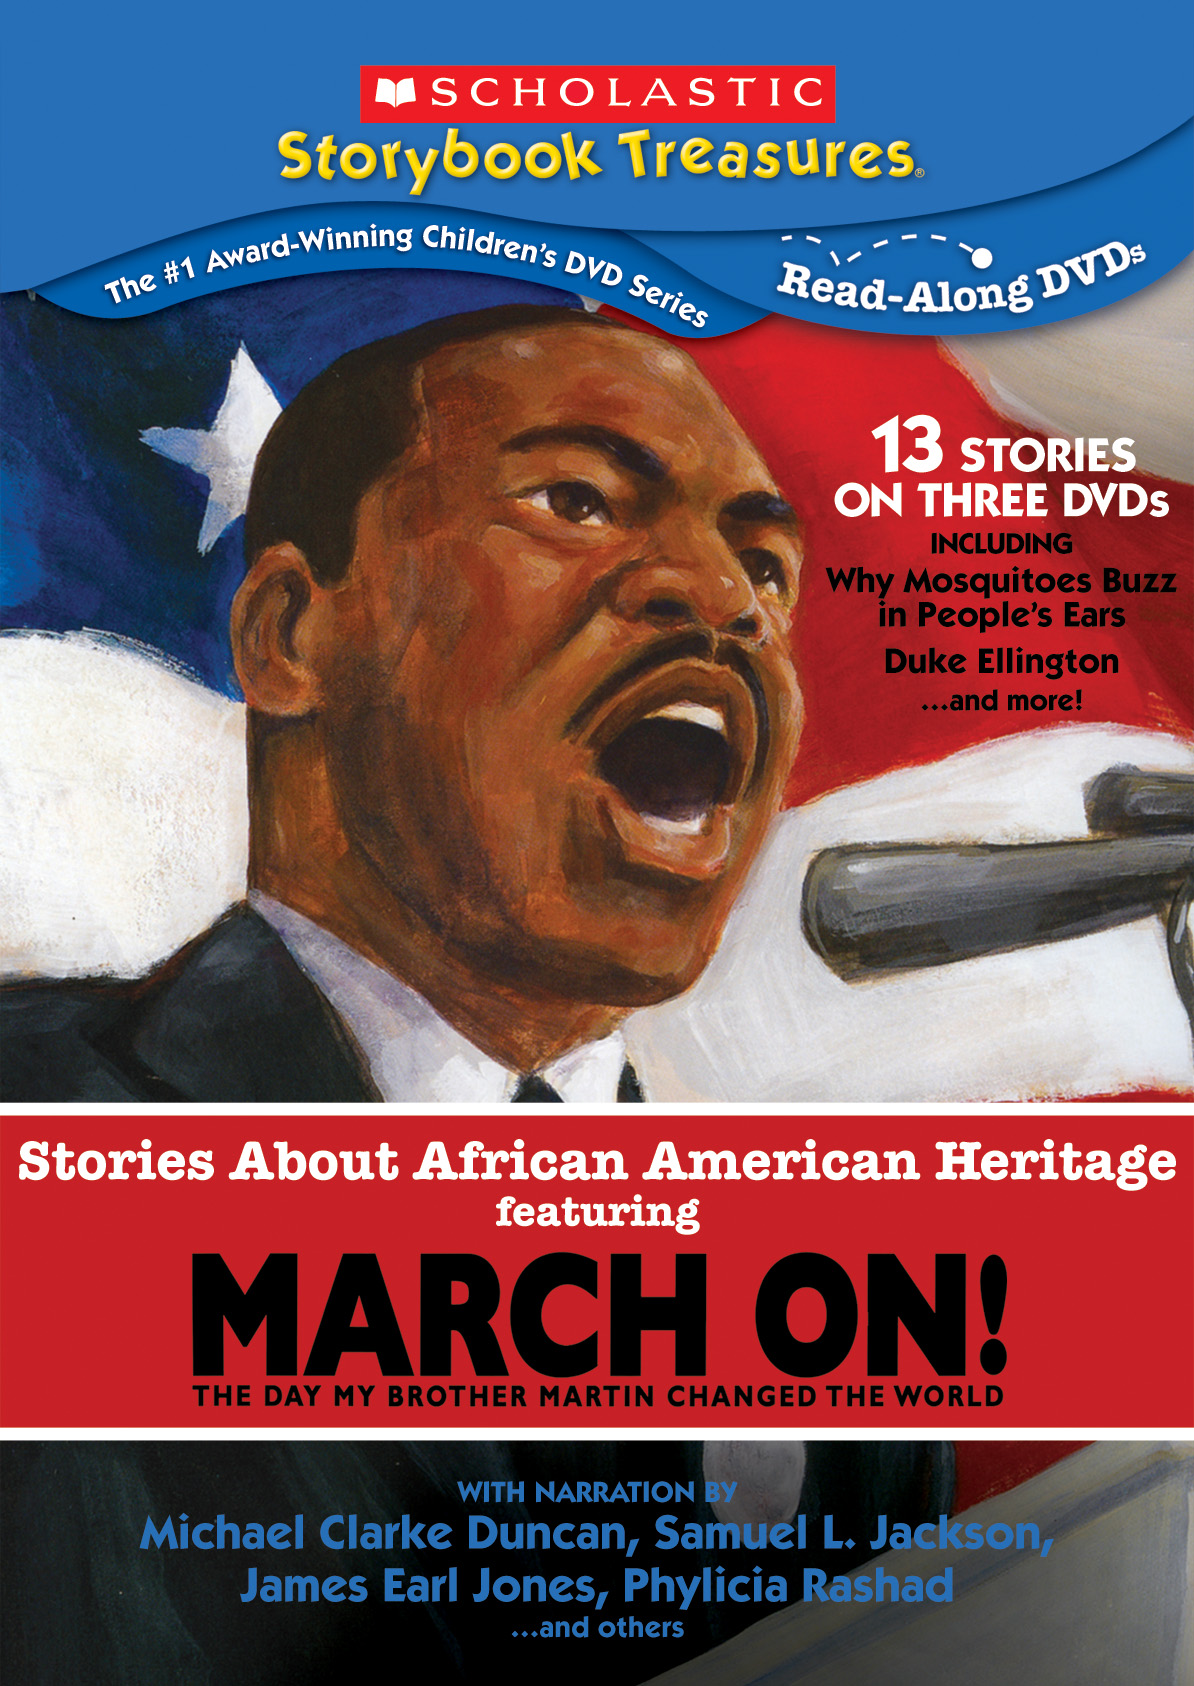 SCHOLASTIC
Storybook Treasures®
The #1 Award-Winning Children's DVD Series
Read-Along DVDs
13 STORIES
ON THREE DVDs
INCLUDING
Why Mosquitoes Buzz
in People's Ears
Duke Ellington
...and more!
Stories About African American Heritage
featuring
MARCH ON!
THE DAY MY BROTHER MARTIN CHANGED THE WORLD
WITH NARRATION BY
Michael Clarke Duncan, Samuel L. Jackson,
James Earl Jones, Phylicia Rashad
...and others